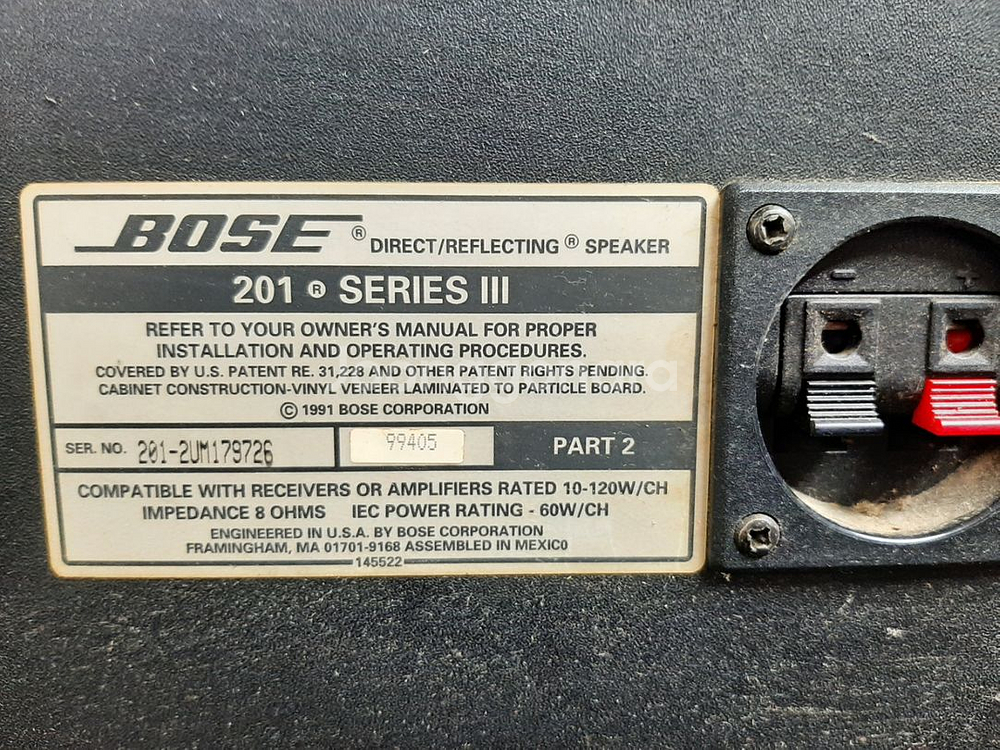 BOSE ® DIRECT/REFLECTING ® SPEAKER
201 ® SERIES III
REFER TO YOUR OWNER'S MANUAL FOR PROPER
INSTALLATION AND OPERATING PROCEDURES.
COVERED BY U.S. PATENT RE. 31,228 AND OTHER PATENT RIGHTS PENDING.
CABINET CONSTRUCTION-VINYL VENEER LAMINATED TO PARTICLE BOARD.
© 1991 BOSE CORPORATION
SER. NO. 201-2UM179726 99405 PART 2
COMPATIBLE WITH RECEIVERS OR AMPLIFIERS RATED 10-120W/CH
IMPEDANCE 8 OHMS IEC POWER RATING - 60W/CH
ENGINEERED IN U.S.A. BY BOSE CORPORATION
FRAMINGHAM, MA 01701-9168 ASSEMBLED IN MEXICO
145522
- +